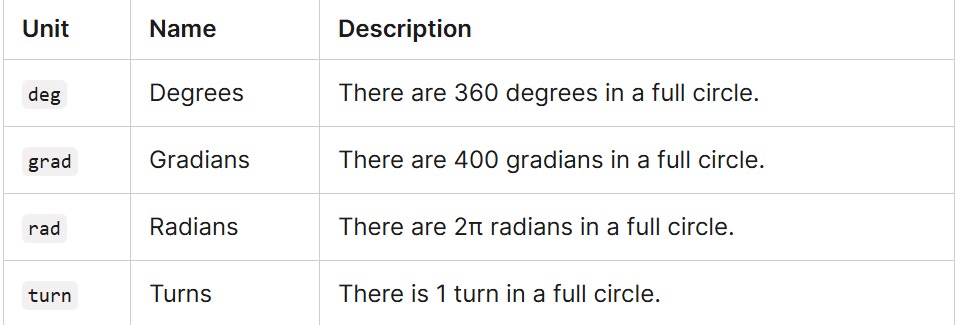 Unit Name Description
deg Degrees There are 360 degrees in a full circle.
grad Gradians There are 400 gradians in a full circle.
rad Radians There are 2π radians in a full circle.
turn Turns There is 1 turn in a full circle.